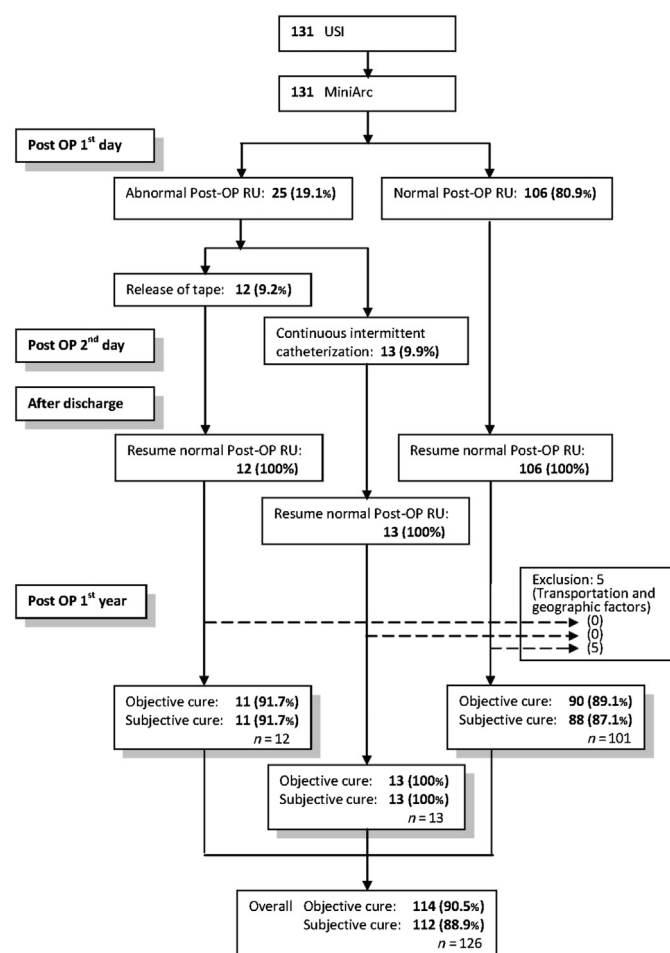 131 USI
131 MiniArc
Post OP 1st day
Abnormal Post-OP RU: 25 (19.1%)
Normal Post-OP RU: 106 (80.9%)
Release of tape: 12 (9.2%)
Post OP 2nd day
Continuous intermittent
catheterization: 13 (9.9%)
After discharge
Resume normal Post-OP RU:
12 (100%)
Resume normal Post-OP RU:
106 (100%)
Resume normal Post-OP RU:
13 (100%)
Post OP 1st year
Exclusion: 5
(Transportation and
geographic factors)
(0)
(0)
(5)
Objective cure: 11 (91.7%)
Subjective cure: 11 (91.7%)
n = 12
Objective cure: 90 (89.1%)
Subjective cure: 88 (87.1%)
n = 101
Objective cure: 13 (100%)
Subjective cure: 13 (100%)
n = 13
Overall Objective cure: 114 (90.5%)
Subjective cure: 112 (88.9%)
n = 126